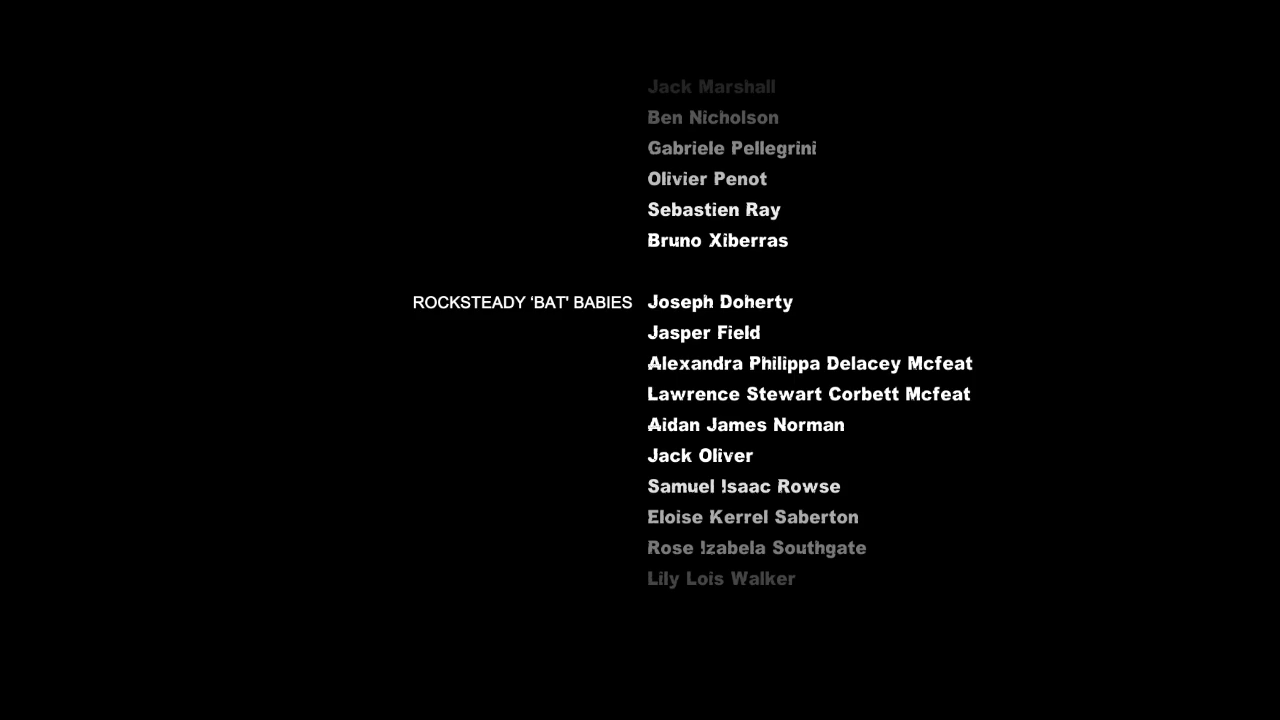 Jack Marshall
Ben Nicholson
Gabriele Pellegrini
Olivier Penot
Sebastien Ray
Bruno Xiberras
ROCKSTEADY 'BAT' BABIES Joseph Doherty
Jasper Field
Alexandra Philippa Delacey Mcfeat
Lawrence Stewart Corbett Mcfeat
Aidan James Norman
Jack Oliver
Samuel Isaac Rowse
Eloise Kerrel Saberton
Rose Izabela Southgate
Lily Lois Walker